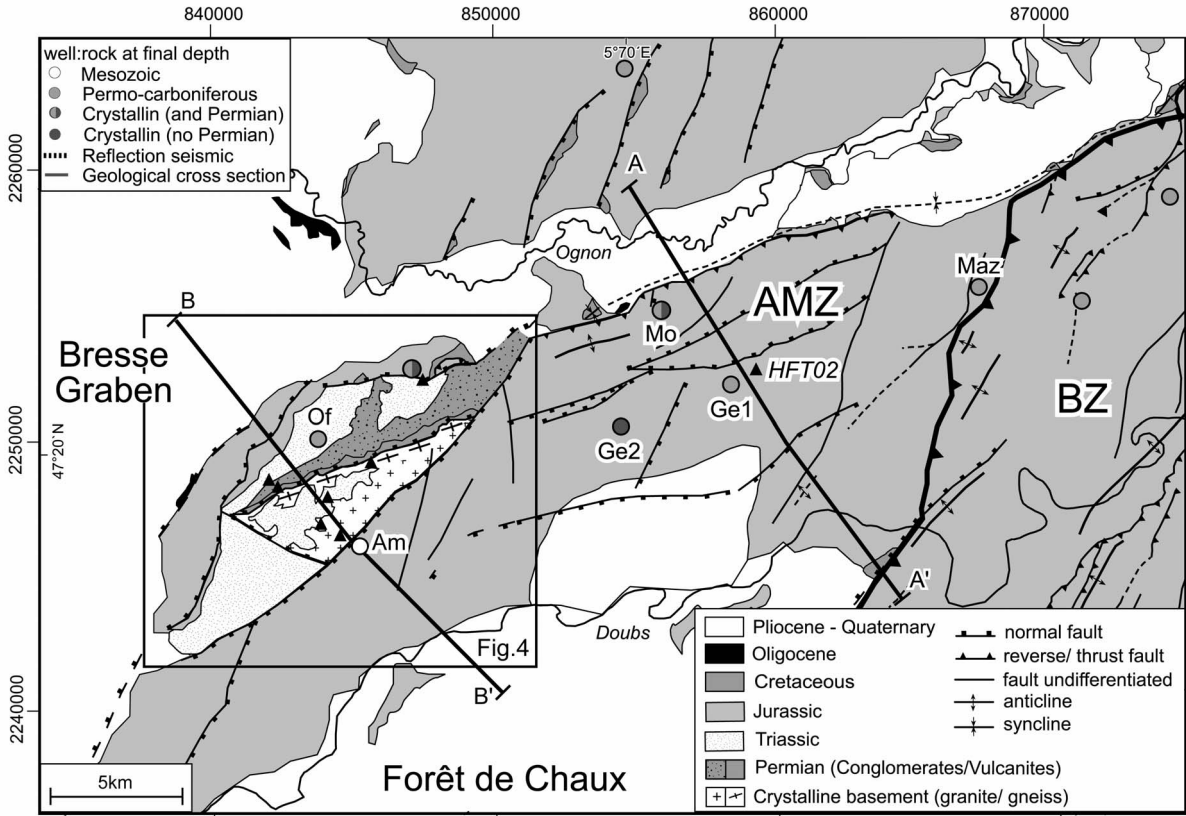 840000
850000
860000
870000
well:rock at final depth
Mesozoic
Permo-carboniferous
Crystallin (and Permian)
Crystallin (no Permian)
Reflection seismic
Geological cross section
5°70´E
2260000
A
Ognon
Maz
AMZ
B
Mo
Bresse
Graben
HFT02
BZ
Ge1
Of
2250000
47°20´N
Ge2
Am
A'
Doubs
Fig.4
B'
2240000
Pliocene - Quaternary
Oligocene
Cretaceous
Jurassic
Triassic
Permian (Conglomerates/Vulcanites)
Crystalline basement (granite/ gneiss)
normal fault
reverse/ thrust fault
fault undifferentiated
anticline
syncline
5km
Forêt de Chaux